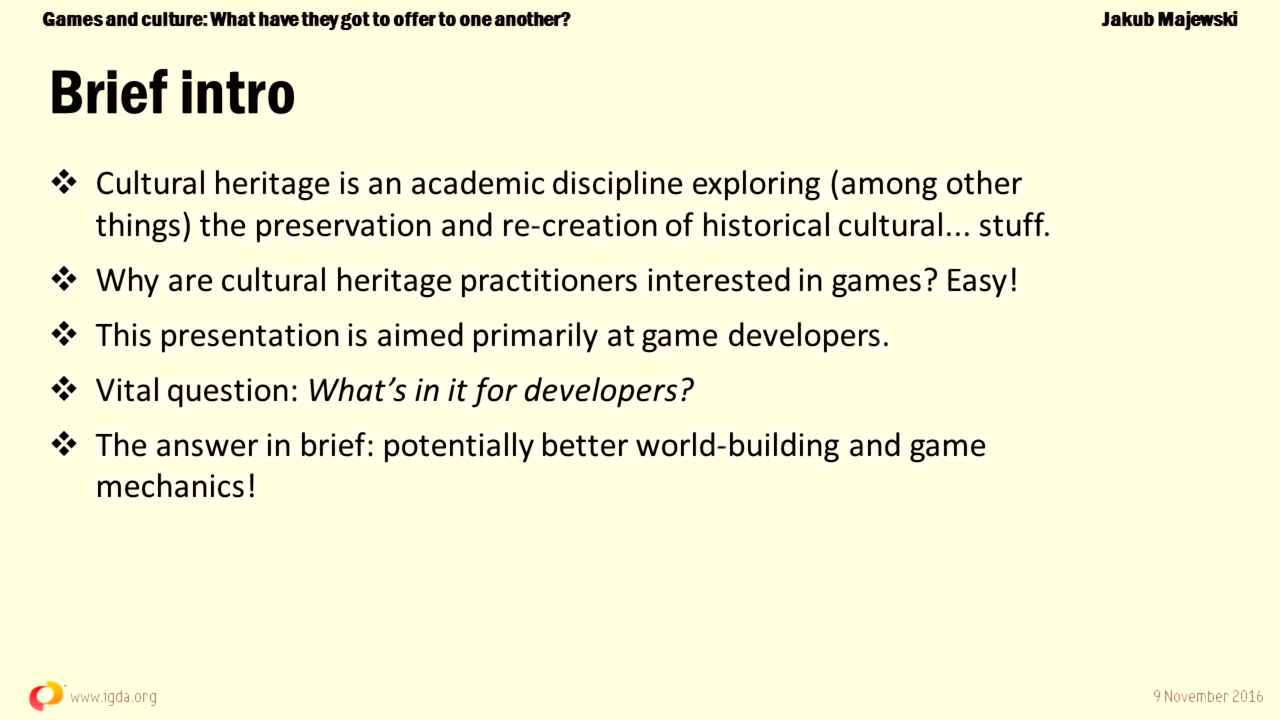 Games and culture: What have they got to offer to one another?
Jakub Majewski
Brief intro
❖ Cultural heritage is an academic discipline exploring (among other
things) the preservation and re-creation of historical cultural... stuff.
❖ Why are cultural heritage practitioners interested in games? Easy!
❖ This presentation is aimed primarily at game developers.
❖ Vital question: What's in it for developers?
❖ The answer in brief: potentially better world-building and game
mechanics!
www.igda.org
9 November 2016